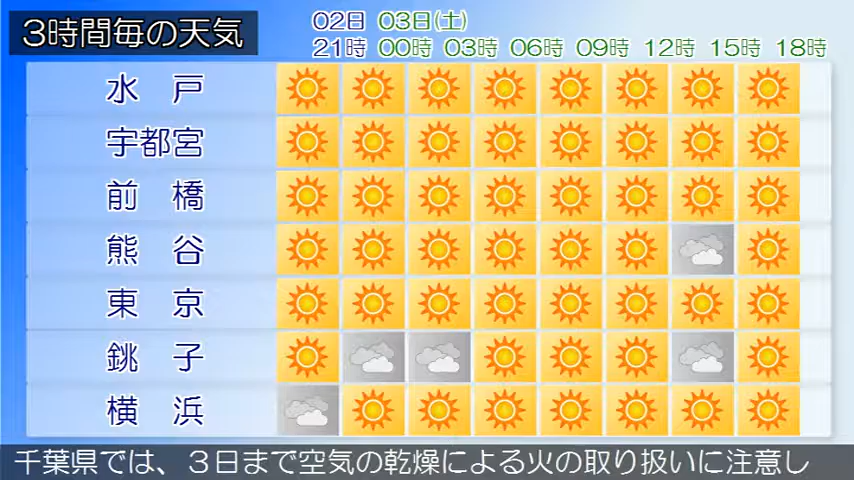 3時間毎の天気
02日 03日(土)
21時 00時 03時 06時 09時 12時 15時 18時
水　戸
宇都宮
前　橋
熊　谷
東　京
銚　子
横　浜
千葉県では、３日まで空気の乾燥による火の取り扱いに注意し